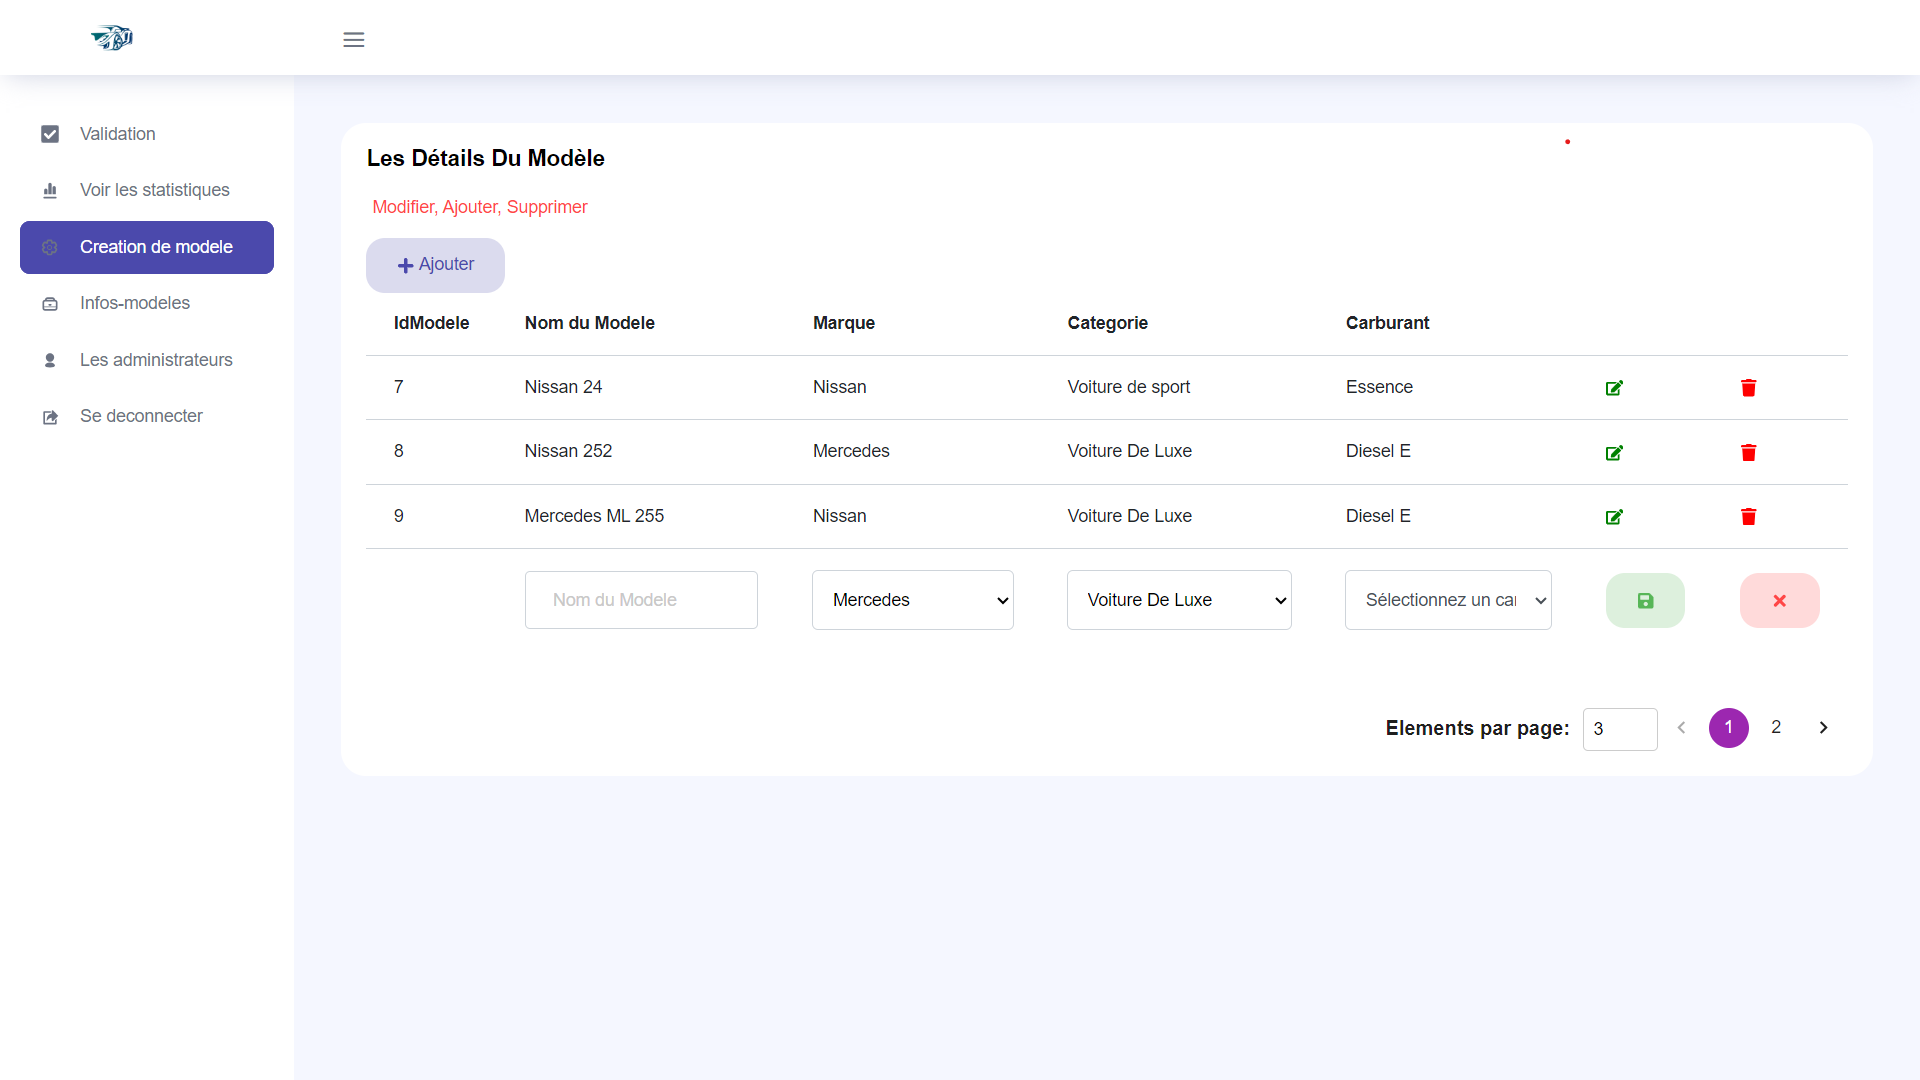 Validation
Voir les statistiques
Creation de modele
Infos-modeles
Les administrateurs
Se deconnecter
Les Détails Du Modèle
Modifier, Ajouter, Supprimer
Ajouter
IdModele Nom du Modele Marque Categorie Carburant
7 Nissan 24 Nissan Voiture de sport Essence
8 Nissan 252 Mercedes Voiture De Luxe Diesel E
9 Mercedes ML 255 Nissan Voiture De Luxe Diesel E
Nom du Modele Mercedes Voiture De Luxe Sélectionnez un car
Elements par page: 3 1 2